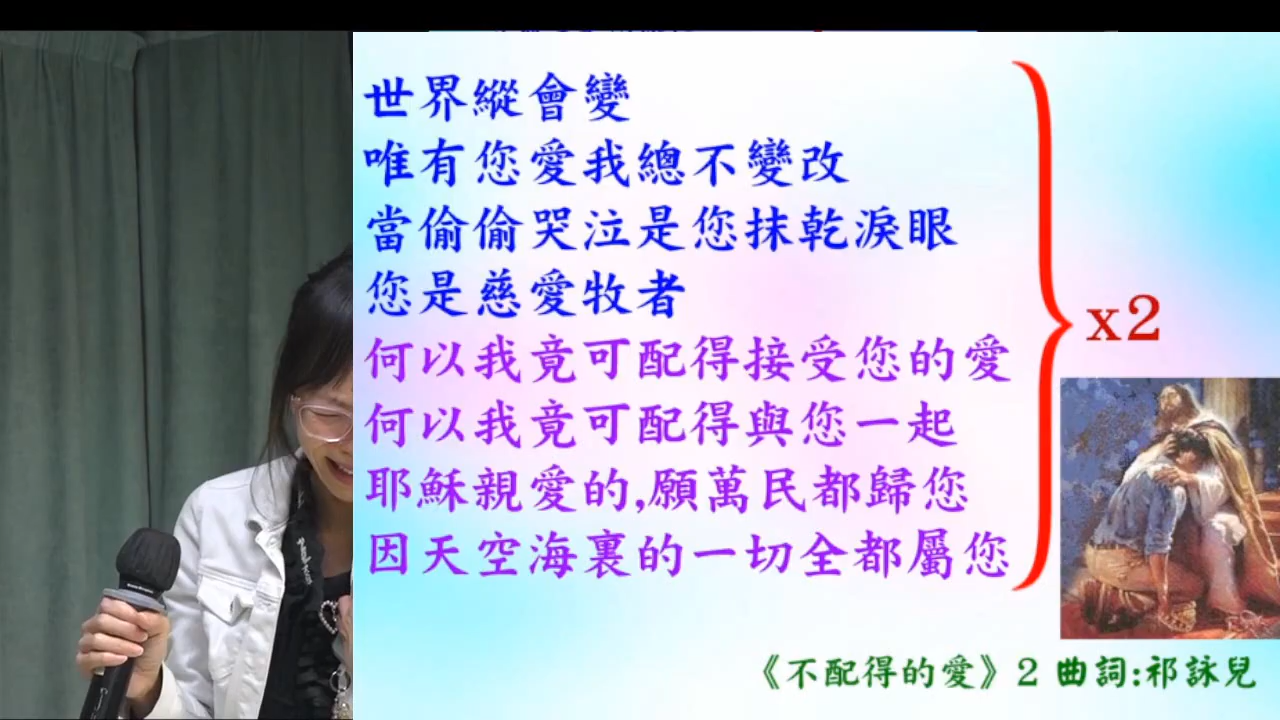 世界縱會變
唯有您愛我總不變改
當偷偷哭泣是您抹乾淚眼
您是慈愛牧者
何以我竟可配得接受您的愛
何以我竟可配得與您一起
耶穌親愛的,願萬民都歸您
因天空海裏的一切全都屬您
x2
《不配得的愛》2 曲詞:祁詠兒